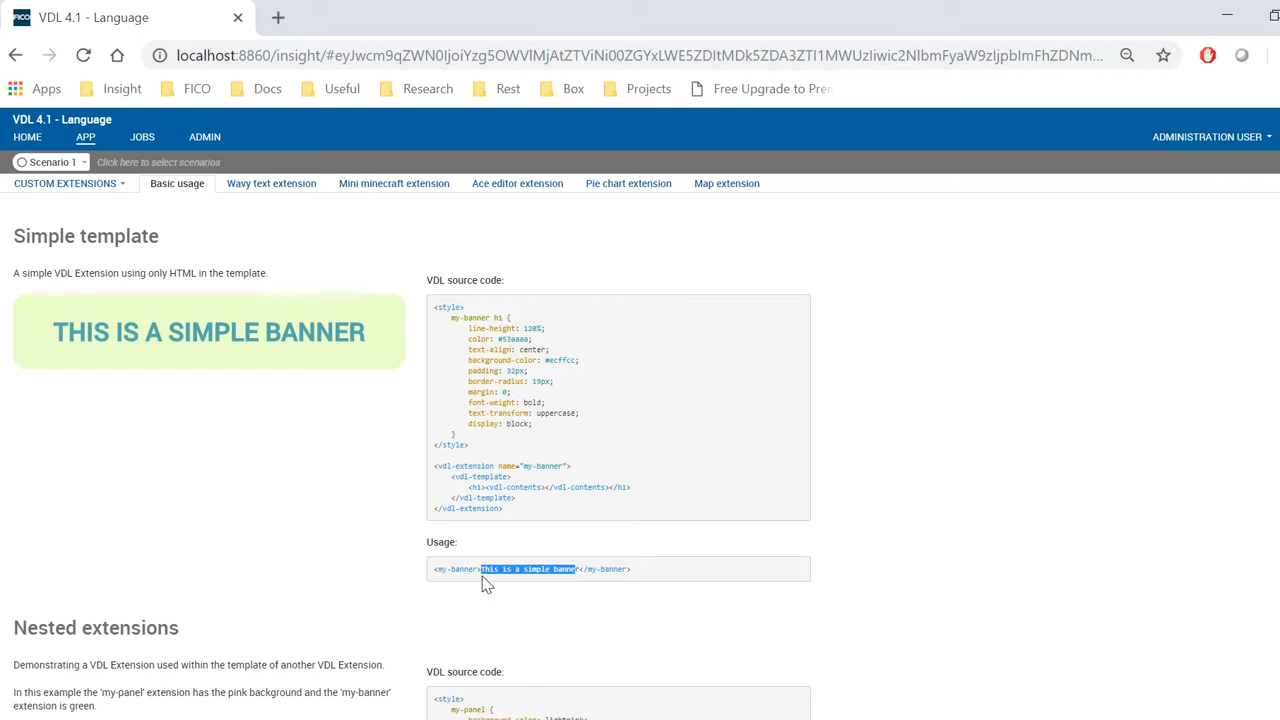 FICO VDL 4.1 - Language
localhost:8860/insight/#eyJwcm9qZWN0IjoiYzg5OWVlMjAtZTViNi00ZGYxLWE5ZDItMDk5ZDA3ZTI1MWUzIiwic2NlbmFyaW9zIjpbImFhZDNm...
Apps Insight FICO Docs Useful Research Rest Box Projects Free Upgrade to Pren
VDL 4.1 - Language
HOME APP JOBS ADMIN ADMINISTRATION USER
Scenario 1 Click here to select scenarios
CUSTOM EXTENSIONS Basic usage Wavy text extension Mini minecraft extension Ace editor extension Pie chart extension Map extension
Simple template
A simple VDL Extension using only HTML in the template.
THIS IS A SIMPLE BANNER
VDL source code:
<style>
my-banner h1 {
line-height: 120%;
color: #53aaaa;
text-align: center;
background-color: #ecffcc;
padding: 32px;
border-radius: 19px;
margin: 0;
font-weight: bold;
text-transform: uppercase;
display: block;
}
</style>
<vdl-extension name="my-banner">
<vdl-template>
<h1><vdl-contents></vdl-contents></h1>
</vdl-template>
</vdl-extension>
Usage:
<my-banner>This is a simple banner</my-banner>
Nested extensions
Demonstrating a VDL Extension used within the template of another VDL Extension.
In this example the 'my-panel' extension has the pink background and the 'my-banner'
extension is green.
VDL source code:
<style>
my-panel {
background-color: lightpink;